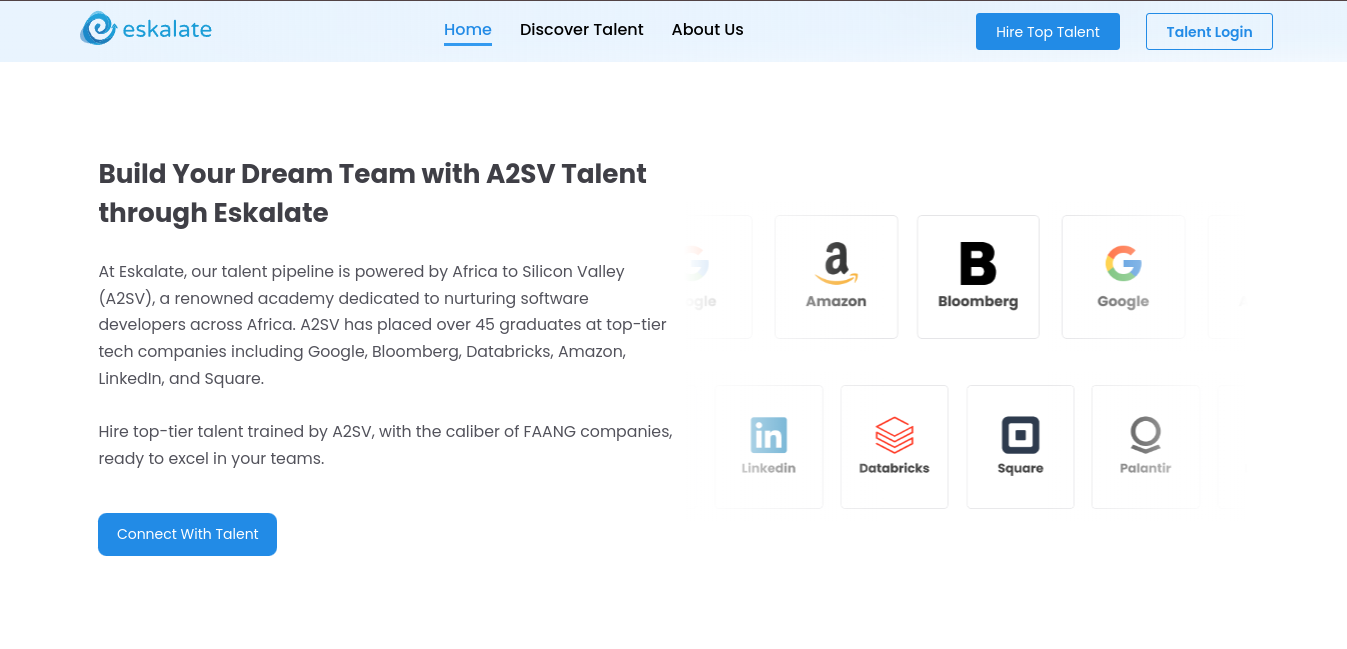 eskalate
Home
Discover Talent
About Us
Hire Top Talent
Talent Login
Build Your Dream Team with A2SV Talent
through Eskalate
At Eskalate, our talent pipeline is powered by Africa to Silicon Valley
(A2SV), a renowned academy dedicated to nurturing software
developers across Africa. A2SV has placed over 45 graduates at top-tier
tech companies including Google, Bloomberg, Databricks, Amazon,
LinkedIn, and Square.
Hire top-tier talent trained by A2SV, with the caliber of FAANG companies,
ready to excel in your teams.
Connect With Talent
Amazon
Bloomberg
Google
Linkedin
Databricks
Square
Palantir